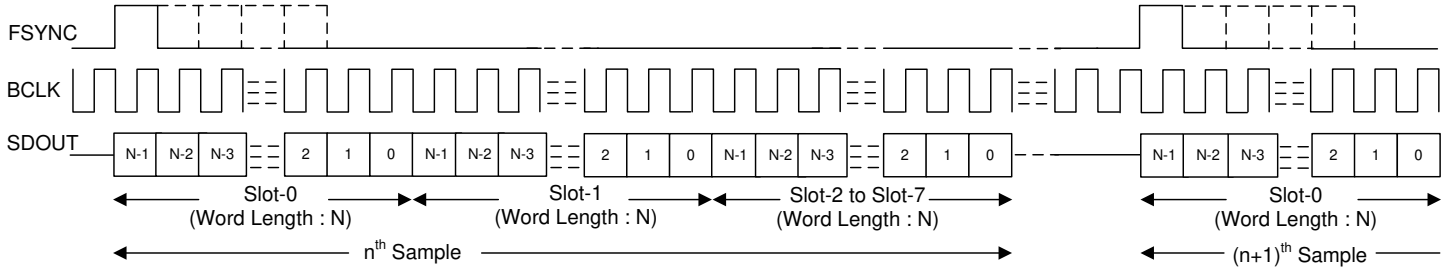 FSYNC
BCLK
SDOUT
N-1 N-2 N-3 2 1 0 N-1 N-2 N-3 2 1 0 N-1 N-2 N-3 2 1 0 N-1 N-2 N-3 2 1 0
Slot-0 (Word Length : N)
Slot-1 (Word Length : N)
Slot-2 to Slot-7 (Word Length : N)
Slot-0 (Word Length : N)
nth Sample
(n+1)th Sample